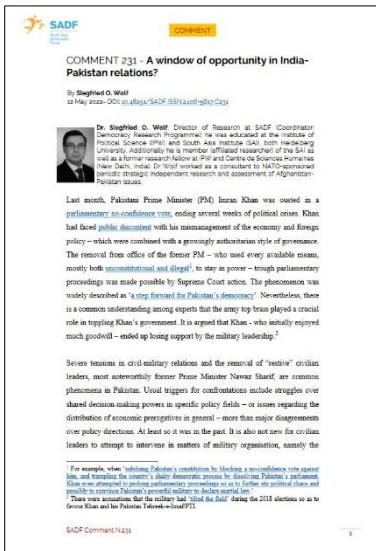 SADF
South Asia
Democratic
Forum
COMMENT
COMMENT 231 - A window of opportunity in India-
Pakistan relations?
By Siegfried O. Wolf
12 May 2022– DOI: 10.48251/SADF.ISSN.2406-5617.C231
Dr. Siegfried O. Wolf, Director of Research at SADF (Coordinator:
Democracy Research Programme); he was educated at the Institute of
Political Science (IPW) and South Asia Institute (SAI), both Heidelberg
University. Additionally he is member (affiliated researcher) of the SAI as
well as a former research fellow at IPW and Centre de Sciences Humaines
(New Delhi, India). Dr Wolf worked as a consultant to NATO-sponsored
periodic strategic independent research and assessment of Afghanistan-
Pakistan issues.
Last month, Pakistani Prime Minister (PM) Imran Khan was ousted in a
parliamentary no-confidence vote, ending several weeks of political crises. Khan
had faced public discontent with his mismanagement of the economy and foreign
policy – which were combined with a growingly authoritarian style of governance.
The removal from office of the former PM – who used every available means,
mostly both unconstitutional and illegal1, to stay in power – trough parliamentary
proceedings was made possible by Supreme Court action. The phenomenon was
widely described as 'a step forward for Pakistan's democracy'. Nevertheless, there
is a common understanding among experts that the army top brass played a crucial
role in toppling Khan's government. It is argued that Khan - who initially enjoyed
much goodwill – ended up losing support by the military leadership.2
Severe tensions in civil-military relations and the removal of "restive" civilian
leaders, most noteworthily former Prime Minister Nawaz Sharif, are common
phenomena in Pakistan. Usual triggers for confrontations include struggles over
shared decision-making powers in specific policy fields – or issues regarding the
distribution of economic prerogatives in general – more than major disagreements
over policy directions. At least so it was in the past. It is also not new for civilian
leaders to attempt to intervene in matters of military organisation, namely the
1 For example, when 'subduing Pakistan's constitution by blocking a no-confidence vote against
him, and trampling the country's shaky democratic process by dissolving Pakistan's parliament.
Khan even attempted to prolong parliamentary proceedings so as to further stir political chaos and
possibly to convince Pakistan's powerful military to declare martial law.'
2 There were accusations that the military had 'tilted the field' during the 2018 elections so as to
favour Khan and his Pakistan Tehreek-e-Insaf/PTI.
SADF Comment N.231
1